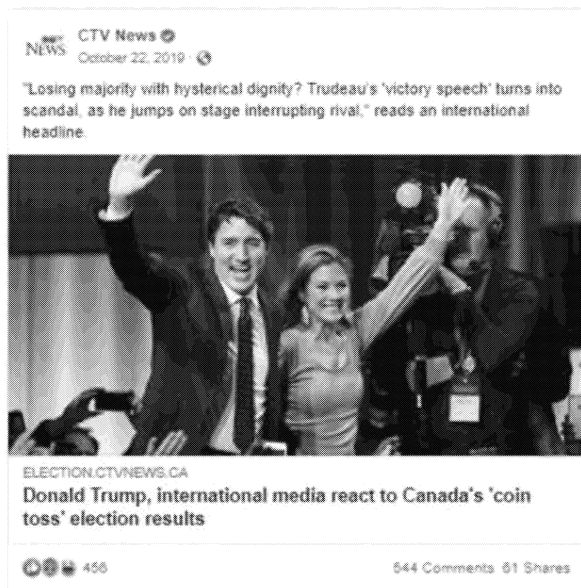 NEWS
CTV News
October 22, 2019 ·
"Losing majority with hysterical dignity? Trudeau's 'victory speech' turns into
scandal, as he jumps on stage interrupting rival," reads an international
headline.
ELECTION.CTVNEWS.CA
Donald Trump, international media react to Canada's 'coin
toss' election results
456
544 Comments 61 Shares